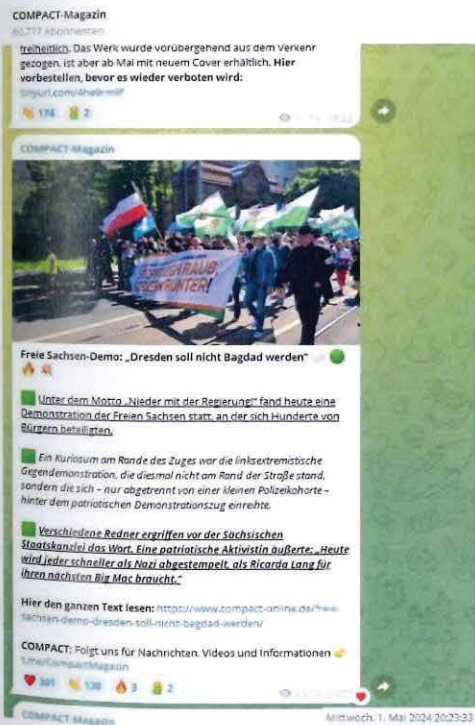 COMPACT-Magazin
60.777 Abonnenten
freiheitlich. Das Werk wurde vorübergehend aus dem Verkehr
gezogen, ist aber ab Mai mit neuem Cover erhältlich. Hier
vorbestellen, bevor es wieder verboten wird:
174 2
COMPACT-Magazin
Freie Sachsen-Demo: „Dresden soll nicht Bagdad werden“
Unter dem Motto „Nieder mit der Regierung!“ fand heute eine
Demonstration der Freien Sachsen statt, an der sich Hunderte von
Bürgern beteiligten.
Ein Kuriosum am Rande des Zuges war die linksextremistische
Gegendemonstration, die diesmal nicht am Rand der Straße stand,
sondern die sich – nur abgetrennt von einer kleinen Polizeikohorte –
hinter dem patriotischen Demonstrationszug einreihte.
Verschiedene Redner ergriffen vor der Sächsischen
Staatskanzlei das Wort. Eine patriotische Aktivistin äußerte: „Heute
wird jeder schneller als Nazi abgestempelt, als Ricarda Lang für
ihren nächsten Big Mac braucht.“
Hier den ganzen Text lesen: https://www.compact-online.de/freie-
sachsen-demo-dresden-soll-nicht-bagdad-werden/
COMPACT: Folgt uns für Nachrichten, Videos und Informationen
t.me/CompactMagazin
391 138 3 2
COMPACT-Magazin
Mittwoch, 1. Mai 2024 20:23:33